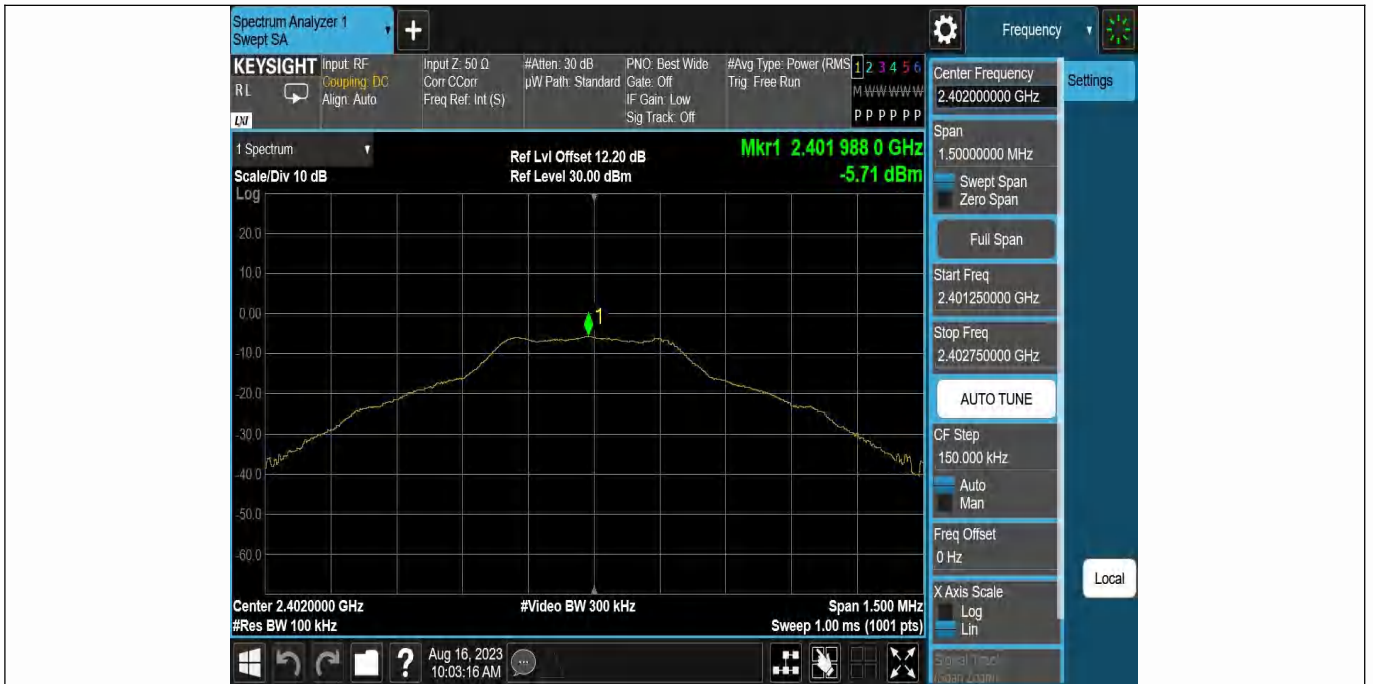 Spectrum Analyzer 1
Swept SA
+
Frequency
KEYSIGHT
RL
LXI
Input: RF
Coupling: DC
Align: Auto
Input Z: 50 Ω
Corr CCorr
Freq Ref: Int (S)
#Atten: 30 dB
µW Path: Standard
PNO: Best Wide
Gate: Off
IF Gain: Low
Sig Track: Off
#Avg Type: Power (RMS
Trig: Free Run
1 2 3 4 5 6
M W W W W W
P P P P P P
Center Frequency
2.402000000 GHz
Settings
Span
1.50000000 MHz
Swept Span
Zero Span
Full Span
Start Freq
2.401250000 GHz
Stop Freq
2.402750000 GHz
AUTO TUNE
CF Step
150.000 kHz
Auto
Man
Freq Offset
0 Hz
X Axis Scale
Log
Lin
Signal Track
(Span Zoom)
Local
1 Spectrum
Scale/Div 10 dB
Ref Lvl Offset 12.20 dB
Ref Level 30.00 dBm
Mkr1 2.401 988 0 GHz
-5.71 dBm
Log
20.0
10.0
0.00
-10.0
-20.0
-30.0
-40.0
-50.0
-60.0
1
Center 2.4020000 GHz
#Res BW 100 kHz
#Video BW 300 kHz
Span 1.500 MHz
Sweep 1.00 ms (1001 pts)
?
Aug 16, 2023
10:03:16 AM